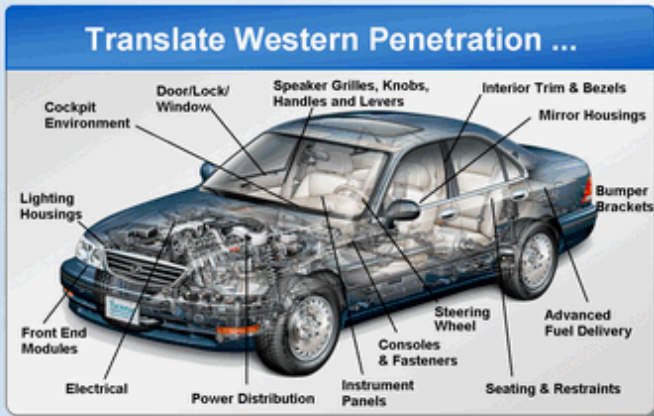 Translate Western Penetration ...
Door/Lock/
Window
Speaker Grilles, Knobs,
Handles and Levers
Interior Trim & Bezels
Cockpit
Environment
Mirror Housings
Lighting
Housings
Bumper
Brackets
Front End
Modules
Electrical
Power Distribution
Instrument
Panels
Consoles
& Fasteners
Steering
Wheel
Seating & Restraints
Advanced
Fuel Delivery